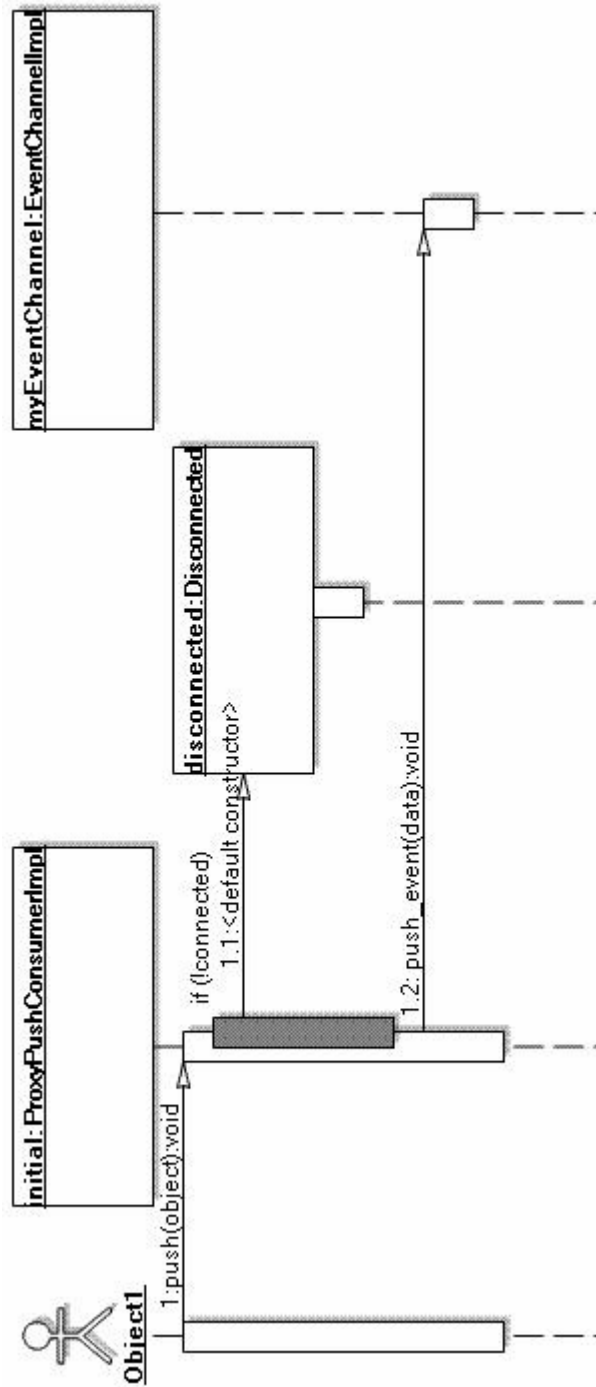 Object1
initial:ProxyPushConsumerImpl
disconnected:Disconnected
myEventChannel:EventChannelImpl
1:push(object):void
if (!connected)
1.1:<default constructor>
1.2: push_event(data):void